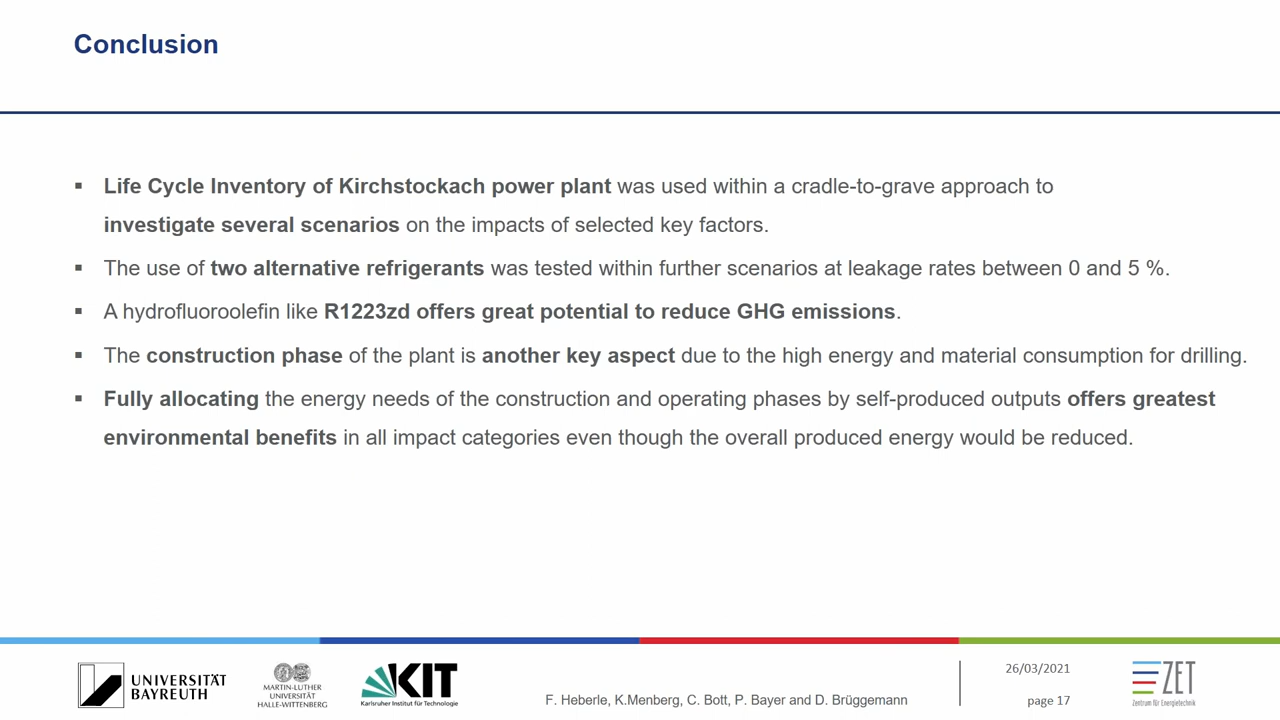 Conclusion
▪ Life Cycle Inventory of Kirchstockach power plant was used within a cradle-to-grave approach to
investigate several scenarios on the impacts of selected key factors.
▪ The use of two alternative refrigerants was tested within further scenarios at leakage rates between 0 and 5 %.
▪ A hydrofluoroolefin like R1223zd offers great potential to reduce GHG emissions.
▪ The construction phase of the plant is another key aspect due to the high energy and material consumption for drilling.
▪ Fully allocating the energy needs of the construction and operating phases by self-produced outputs offers greatest
environmental benefits in all impact categories even though the overall produced energy would be reduced.
UNIVERSITÄT
BAYREUTH
MARTIN-LUTHER
UNIVERSITÄT
HALLE-WITTENBERG
KIT
Karlsruher Institut für Technologie
F. Heberle, K.Menberg, C. Bott, P. Bayer and D. Brüggemann
26/03/2021
page 17
ZET
Zentrum für Energietechnik